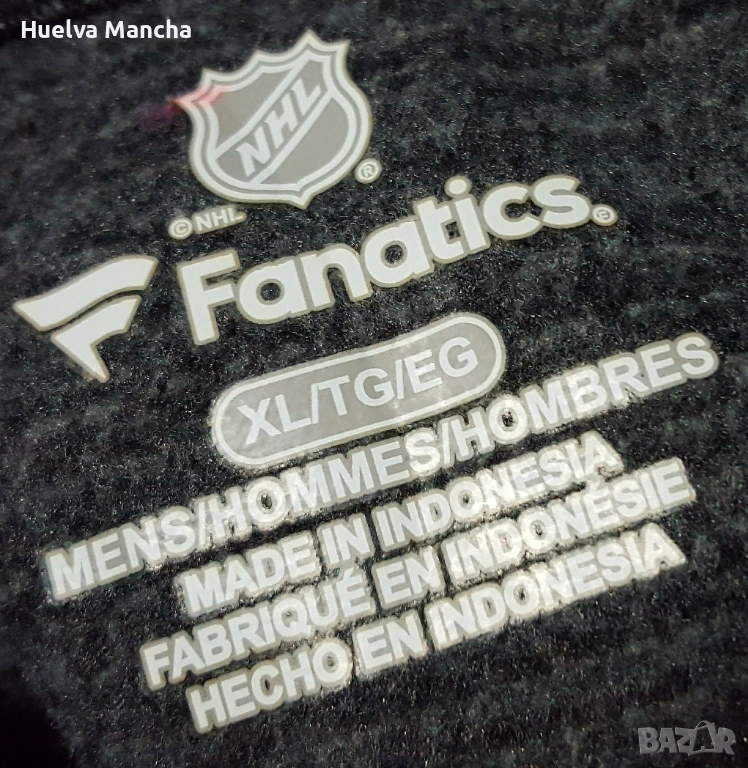 Huelva Mancha
NHL
®
© NHL
Fanatics
XL/TG/EG
MENS/HOMMES/HOMBRES
MADE IN INDONESIA
FABRIQUÉ EN INDONÉSIE
HECHO EN INDONESIA
BAZAR